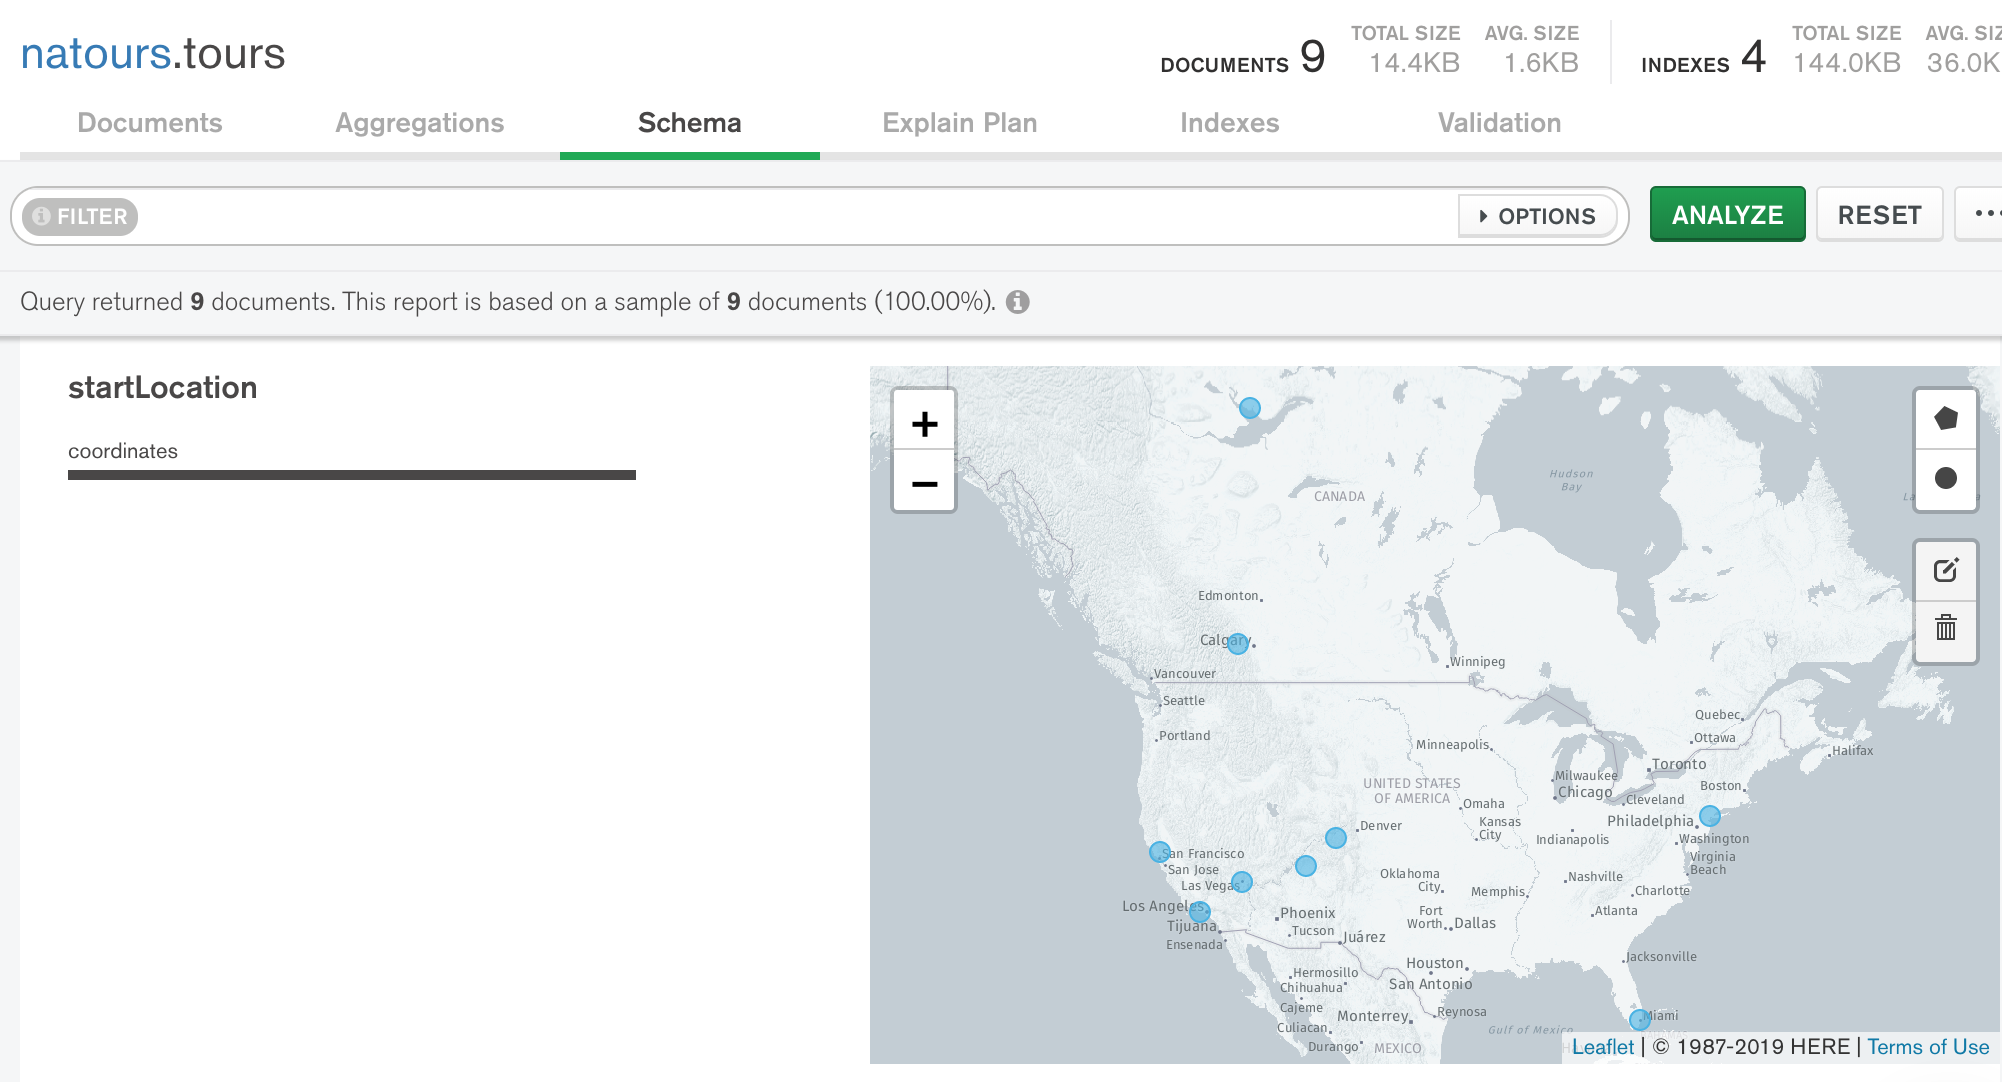 natours.tours
DOCUMENTS 9
TOTAL SIZE
14.4KB
AVG. SIZE
1.6KB
INDEXES 4
TOTAL SIZE
144.0KB
AVG. SIZ
36.0K
Documents
Aggregations
Schema
Explain Plan
Indexes
Validation
FILTER
OPTIONS
ANALYZE
RESET
Query returned 9 documents. This report is based on a sample of 9 documents (100.00%).
startLocation
coordinates
+
−
Hudson
Bay
CANADA
Edmonton
Calgary
Winnipeg
Vancouver
Seattle
Portland
Quebec
Ottawa
Halifax
Minneapolis
Toronto
Milwaukee
Chicago
Boston
Cleveland
UNITED STATES
OF AMERICA
Omaha
Kansas
City
Philadelphia
Denver
Indianapolis
Washington
Virginia
Beach
San Francisco
San Jose
Las Vegas
Oklahoma
City
Memphis
Nashville
Charlotte
Los Angeles
Phoenix
Fort
Worth
Dallas
Atlanta
Tijuana
Tucson
Juárez
Ensenada
Jacksonville
Houston
Hermosillo
San Antonio
Chihuahua
Cajeme
Monterrey
Reynosa
Miami
Culiacan
Gulf of Mexico
Durango
MEXICO
Leaflet | © 1987-2019 HERE | Terms of Use